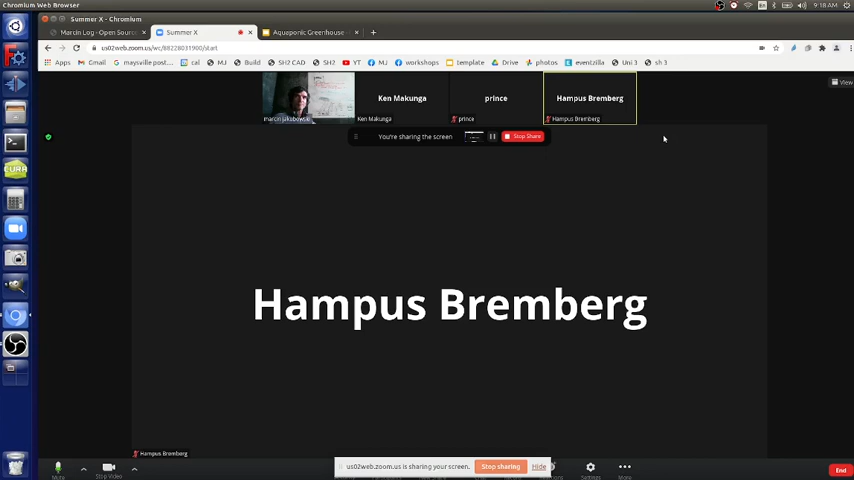 Chromium Web Browser
9:18 AM
Summer X - Chromium
Marcin Log - Open Source
Summer X
Aquaponic Greenhouse
us02web.zoom.us/wc/88228031900/start
Apps
Gmail
maysville post...
cal
MJ
Build
SH2 CAD
SH2
YT
MJ
workshops
template
Drive
photos
eventzilla
Uni 3
sh 3
View
Ken Makunga
prince
Hampus Bremberg
marcin jakubowski
Ken Makunga
prince
Hampus Bremberg
You're sharing the screen
Stop Share
Hampus Bremberg
CURA
Hampus Bremberg
us02web.zoom.us is sharing your screen.
Stop sharing
Hide
Mute
Stop Video
Settings
More
End